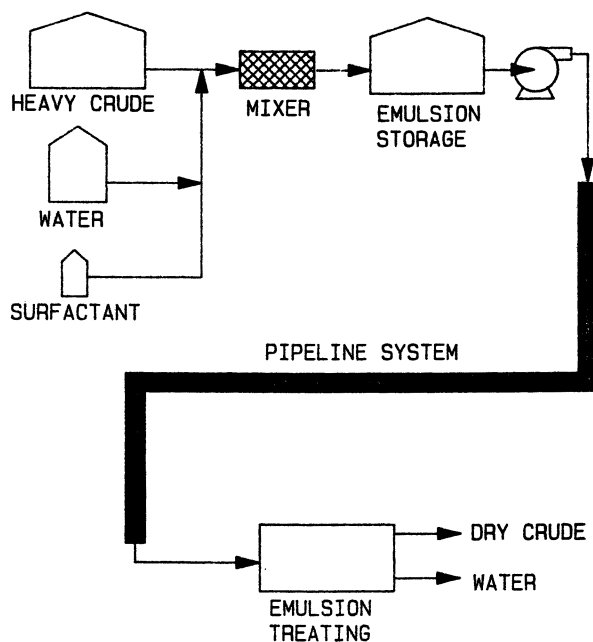 HEAVY CRUDE
MIXER
EMULSION
STORAGE
WATER
SURFACTANT
PIPELINE SYSTEM
DRY CRUDE
WATER
EMULSION
TREATING